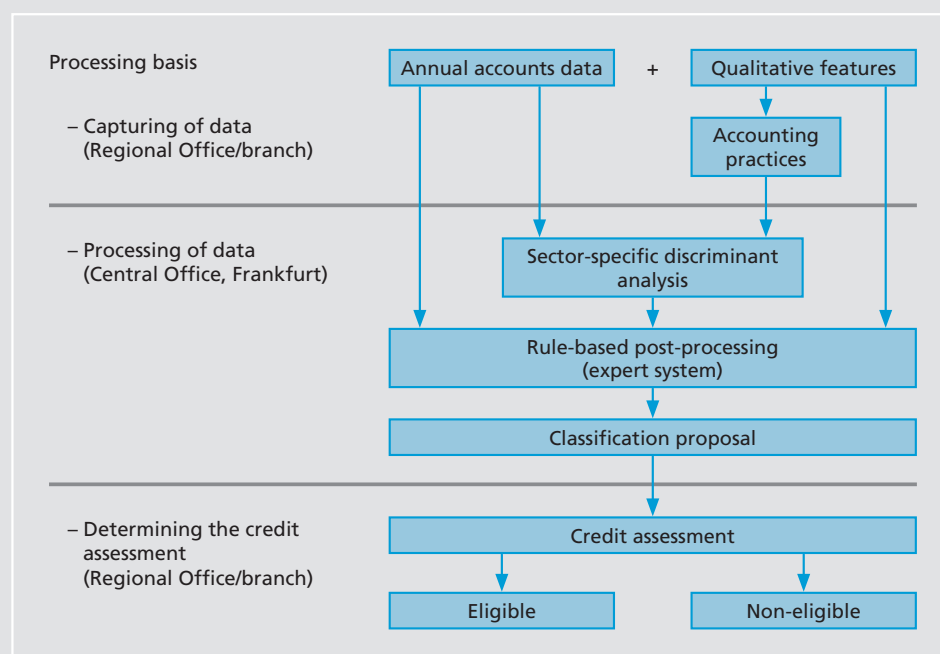 Processing basis
Annual accounts data + Qualitative features
– Capturing of data
(Regional Office/branch)
Accounting
practices
– Processing of data
(Central Office, Frankfurt)
Sector-specific discriminant
analysis
Rule-based post-processing
(expert system)
Classification proposal
– Determining the credit
assessment
(Regional Office/branch)
Credit assessment
Eligible
Non-eligible